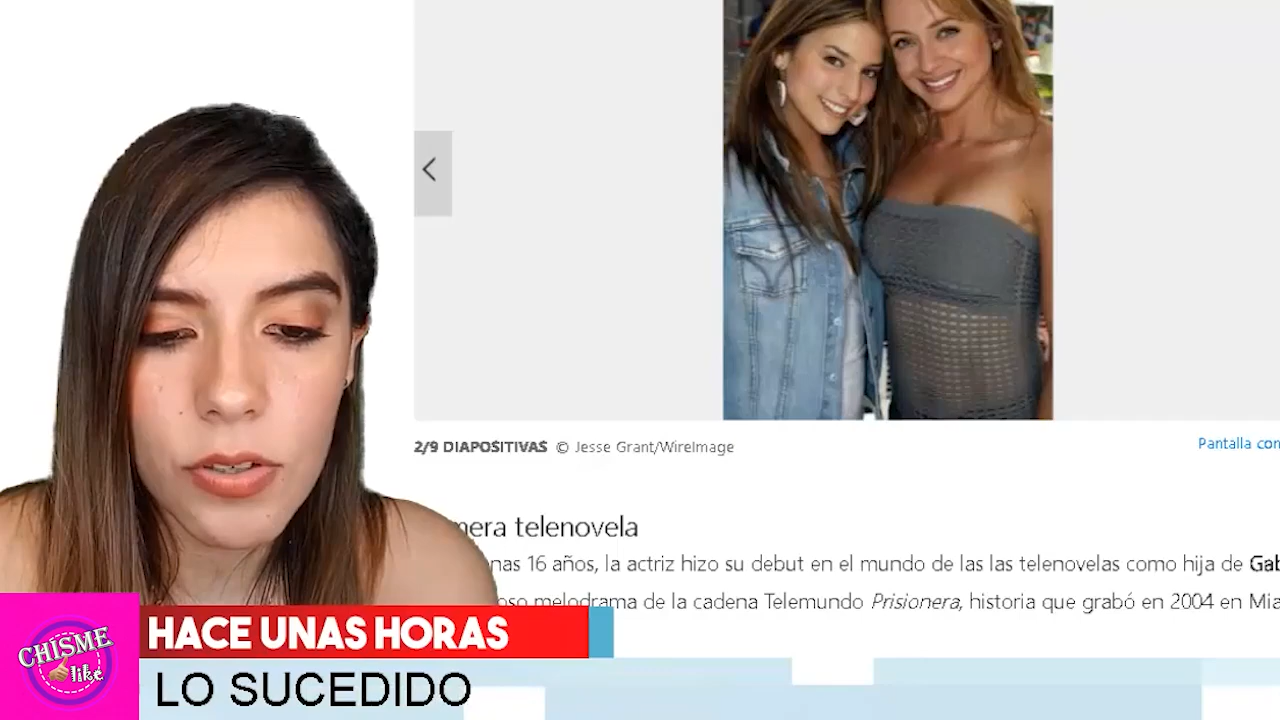 2/9 DIAPOSITIVAS © Jesse Grant/WireImage
Pantalla con
mera telenovela
nas 16 años, la actriz hizo su debut en el mundo de las las telenovelas como hija de Gab
oso melodrama de la cadena Telemundo Prisionera, historia que grabó en 2004 en Mia
HACE UNAS HORAS
LO SUCEDIDO
CHISME
like